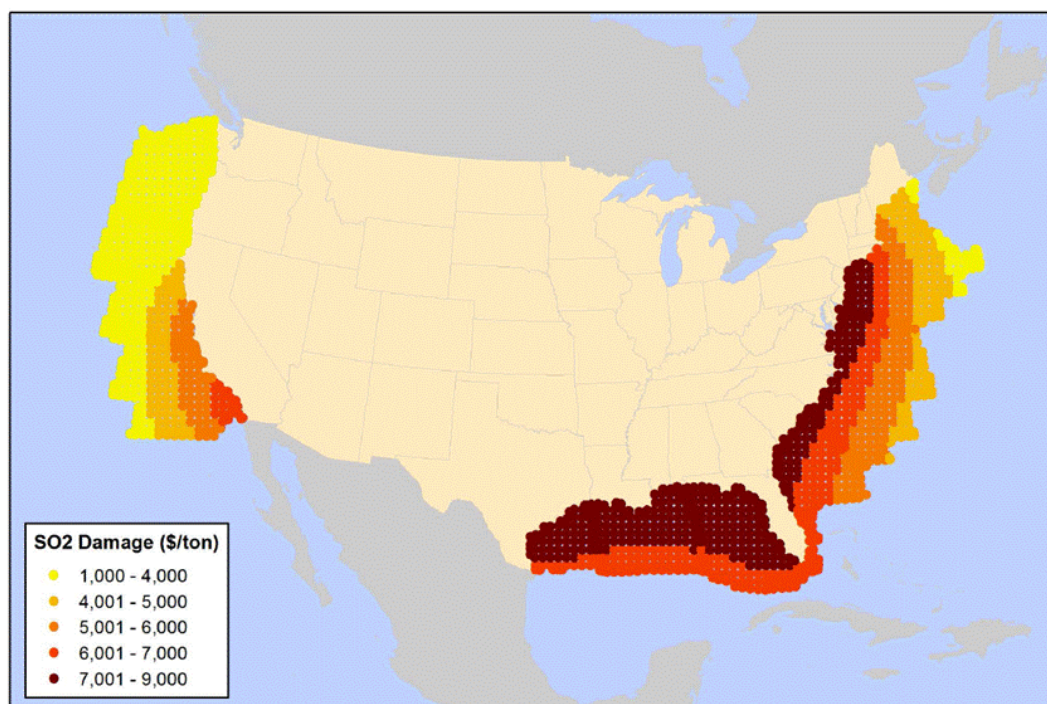 SO2 Damage ($/ton)
1,000 - 4,000
4,001 - 5,000
5,001 - 6,000
6,001 - 7,000
7,001 - 9,000